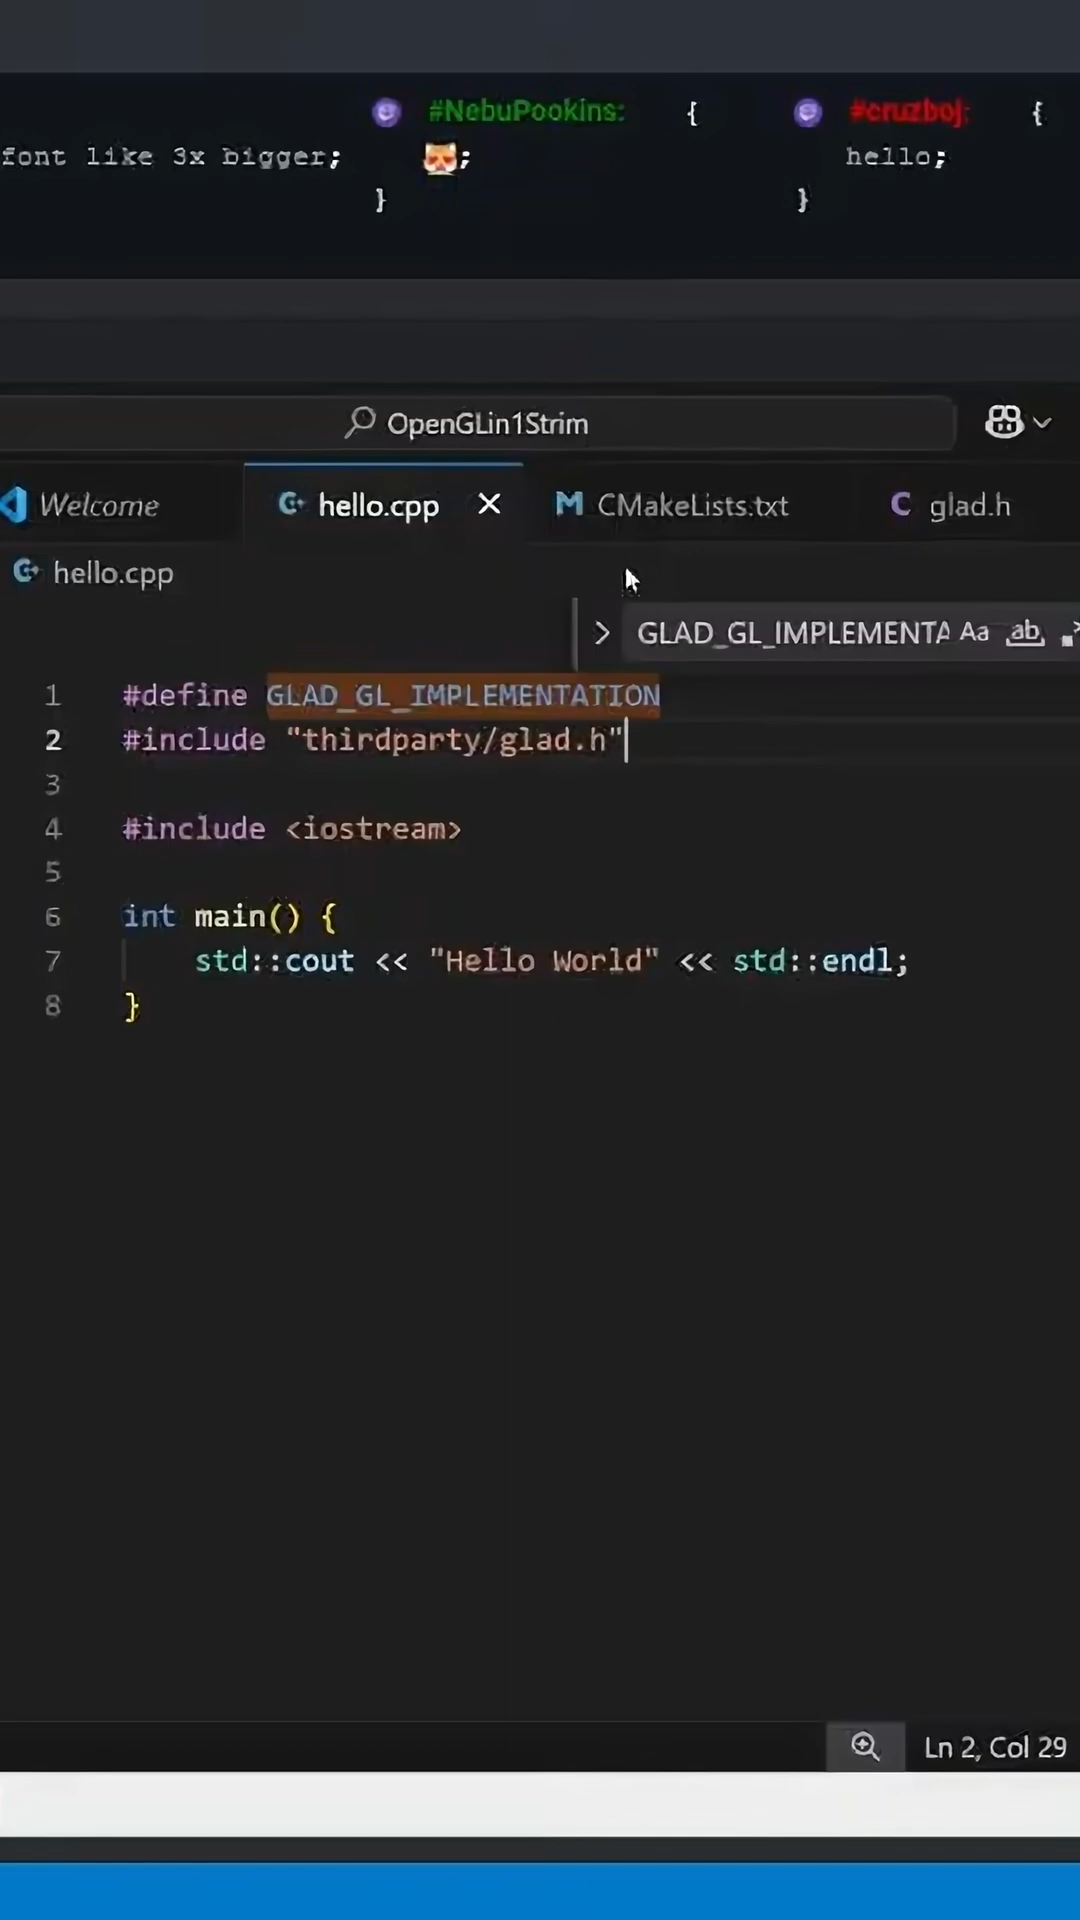 #NebuPookins: {
#cruzboj: {
font like 3x bigger;
;
hello;
}
}
OpenGLin1Strim
Welcome
hello.cpp
CMakeLists.txt
glad.h
hello.cpp
GLAD_GL_IMPLEMENTA Aa ab
1 #define GLAD_GL_IMPLEMENTATION
2 #include "thirdparty/glad.h"
3
4 #include <iostream>
5
6 int main() {
7 std::cout << "Hello World" << std::endl;
8 }
Ln 2, Col 29